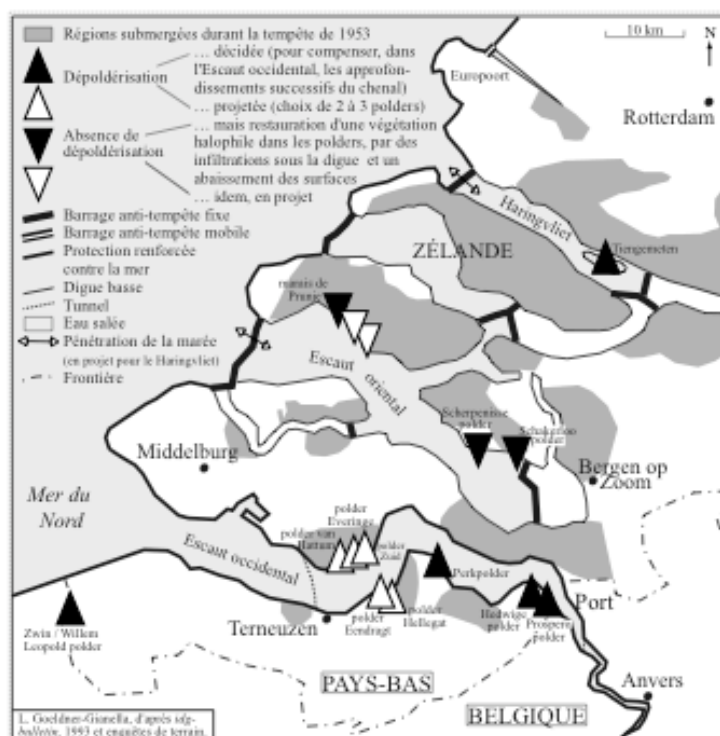 Régions submergées durant la tempête de 1953
Dépoldérisation
… décidée (pour compenser, dans
l'Escaut occidental, les approfon-
dissements successifs du chenal)
… projetée (choix de 2 à 3 polders)
Absence de
dépoldérisation
… mais restauration d'une végétation
halophile dans les polders, par des
infiltrations sous la digue et un
abaissement des surfaces
… idem, en projet
Barrage anti-tempête fixe
Barrage anti-tempête mobile
Protection renforcée
contre la mer
Digue basse
Tunnel
Eau salée
Pénétration de la marée
(en projet pour le Haringvliet)
Frontière
10 km
N
Europoort
Rotterdam
Haringvliet
ZÉLANDE
Tiengemeten
marais de
Prunje
Escaut
oriental
Scherpenisse
polder
polder
Middelburg
Bergen op
Zoom
Mer du
Nord
polder
Everinge
polder van
Hattum
polder
Zuid
Escaut occidental
Perkpolder
Hedwige
polder
Prosper
polder
Port
polder
Hellegat
polder
Eendragt
Terneuzen
Zwin / Willem
Leopold polder
PAYS-BAS
Anvers
BELGIQUE
L. Goeldner-Gianella, d'après idg-
bulletin, 1993 et enquêtes de terrain.